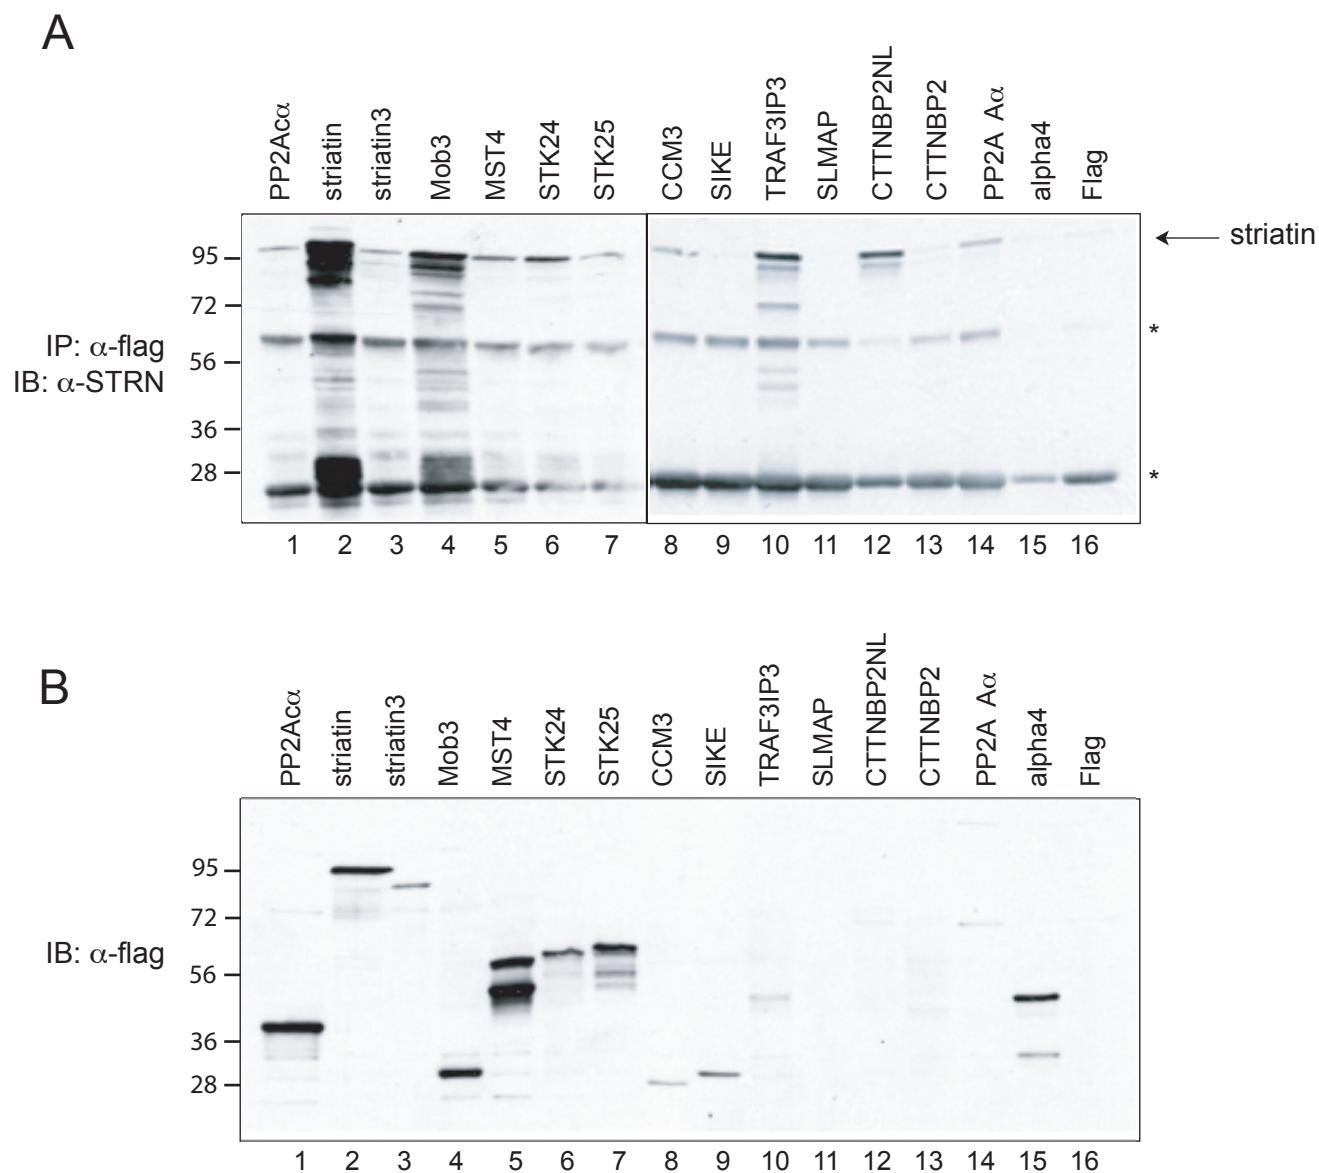 A
PP2Acα striatin striatin3 Mob3 MST4 STK24 STK25 CCM3 SIKE TRAF3IP3 SLMAP CTTNBP2NL CTTNBP2 PP2A Aα alpha4 Flag
striatin
95
72
*
IP: α-flag
56
IB: α-STRN
36
28
*
1 2 3 4 5 6 7 8 9 10 11 12 13 14 15 16
B
PP2Acα striatin striatin3 Mob3 MST4 STK24 STK25 CCM3 SIKE TRAF3IP3 SLMAP CTTNBP2NL CTTNBP2 PP2A Aα alpha4 Flag
95
72
IB: α-flag
56
36
28
1 2 3 4 5 6 7 8 9 10 11 12 13 14 15 16